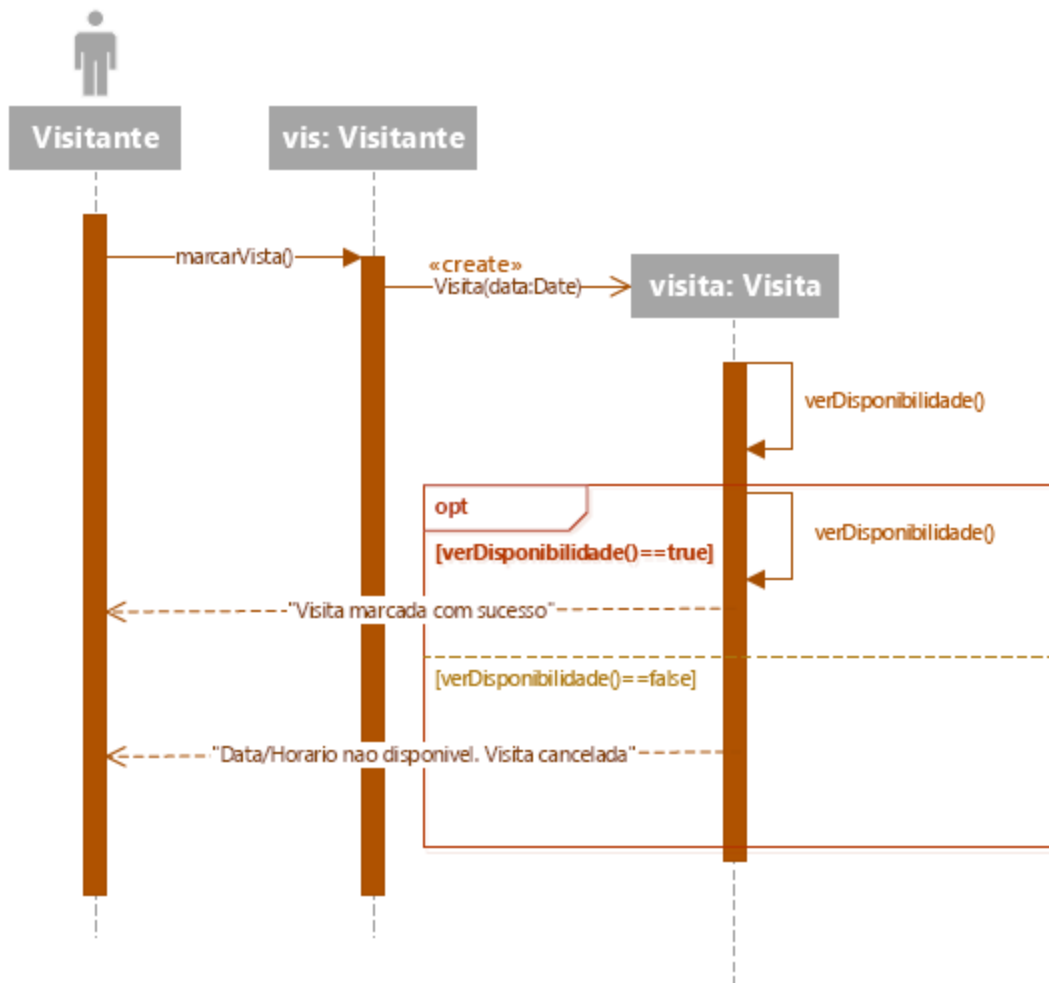 Visitante
vis: Visitante
marcarVista()
«create»
Visita(data:Date)
visita: Visita
verDisponibilidade()
opt
verDisponibilidade()
[verDisponibilidade()==true]
"Visita marcada com sucesso"
[verDisponibilidade()==false]
"Data/Horario nao disponivel. Visita cancelada"